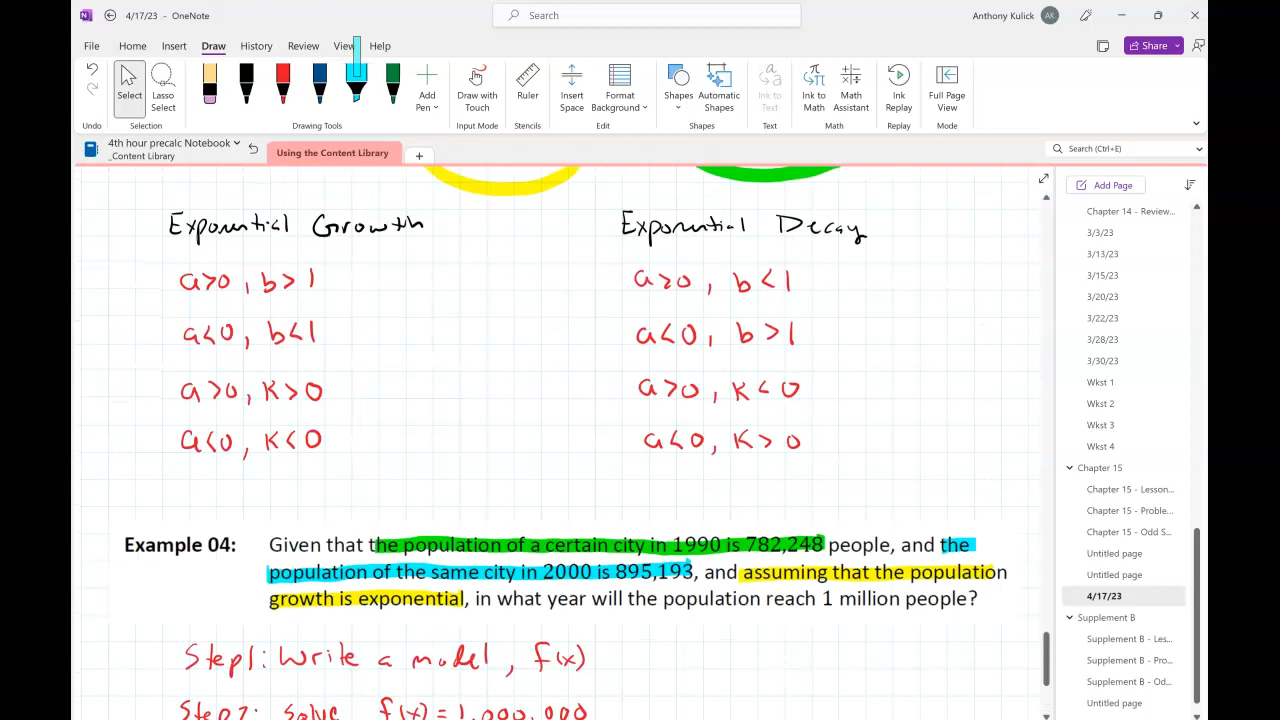 4/17/23 - OneNote
Search
Anthony Kulick AK
File Home Insert Draw History Review View Help
Share
Undo
Select
Lasso Select
Selection
Drawing Tools
Add Pen
Draw with Touch
Input Mode
Ruler
Stencils
Insert Space
Format Background
Edit
Shapes
Automatic Shapes
Shapes
Ink to Text
Text
Ink to Math
Math Assistant
Math
Ink Replay
Replay
Full Page View
Mode
4th hour precalc Notebook
_Content Library
Using the Content Library
Search (Ctrl+E)
Exponential Growth
a>0, b>1
a<0, b<1
a>0, K>0
a<0, K<0
Exponential Decay
a>0, b<1
a<0, b>1
a>0, K<0
a<0, K>0
Example 04: Given that the population of a certain city in 1990 is 782,248 people, and the
population of the same city in 2000 is 895,193, and assuming that the population
growth is exponential, in what year will the population reach 1 million people?
Step1: Write a model, f(x)
Step2: solve f(x) = 1,000,000
Add Page
Chapter 14 - Review...
3/3/23
3/13/23
3/15/23
3/20/23
3/22/23
3/28/23
3/30/23
Wkst 1
Wkst 2
Wkst 3
Wkst 4
Chapter 15
Chapter 15 - Lesson...
Chapter 15 - Proble...
Chapter 15 - Odd S...
Untitled page
Untitled page
4/17/23
Supplement B
Supplement B - Les...
Supplement B - Pro...
Supplement B - Od...
Untitled page